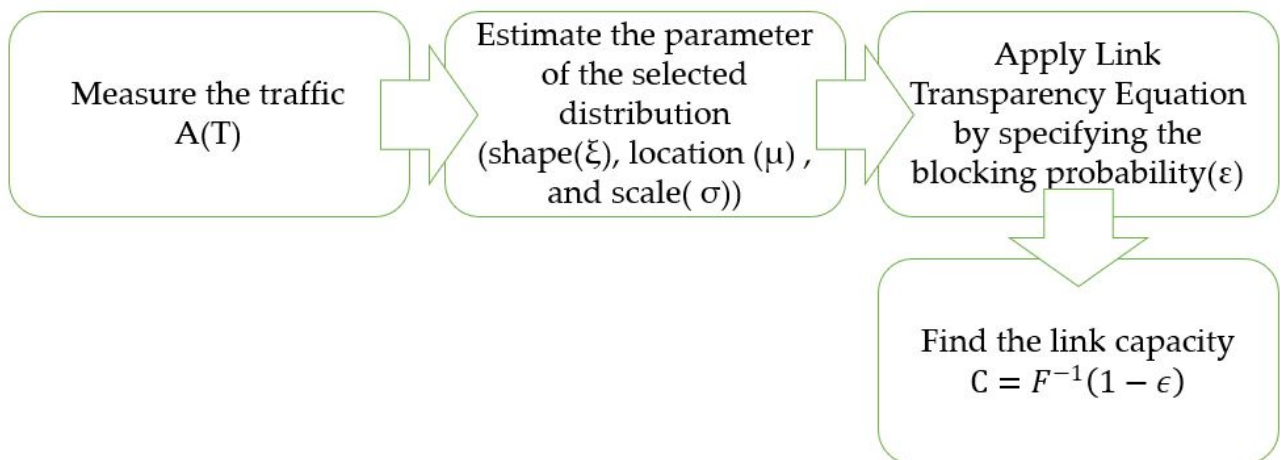 Measure the traffic
A(T)
Estimate the parameter
of the selected
distribution
(shape(ξ), location (μ) ,
and scale( σ))
Apply Link
Transparency Equation
by specifying the
blocking probability(ε)
Find the link capacity
C = F⁻¹(1 − ϵ)